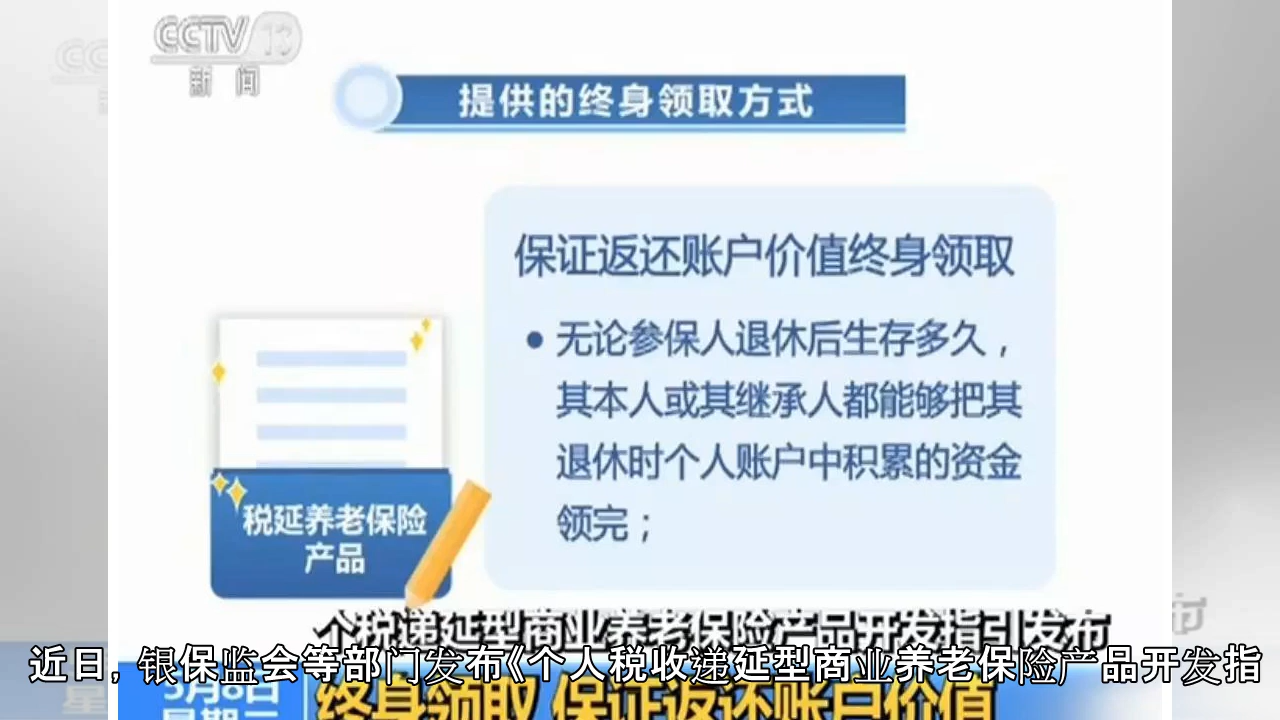 CCTV 13
新闻
提供的终身领取方式
保证返还账户价值终身领取
● 无论参保人退休后生存多久，
其本人或其继承人都能够把其
退休时个人账户中积累的资金
领完；
税延养老保险
产品
个税递延型商业养老保险产品开发指引发布
近日，银保监会等部门发布《个人税收递延型商业养老保险产品开发指
5月8日
星期二
终身领取 保证返还账户价值